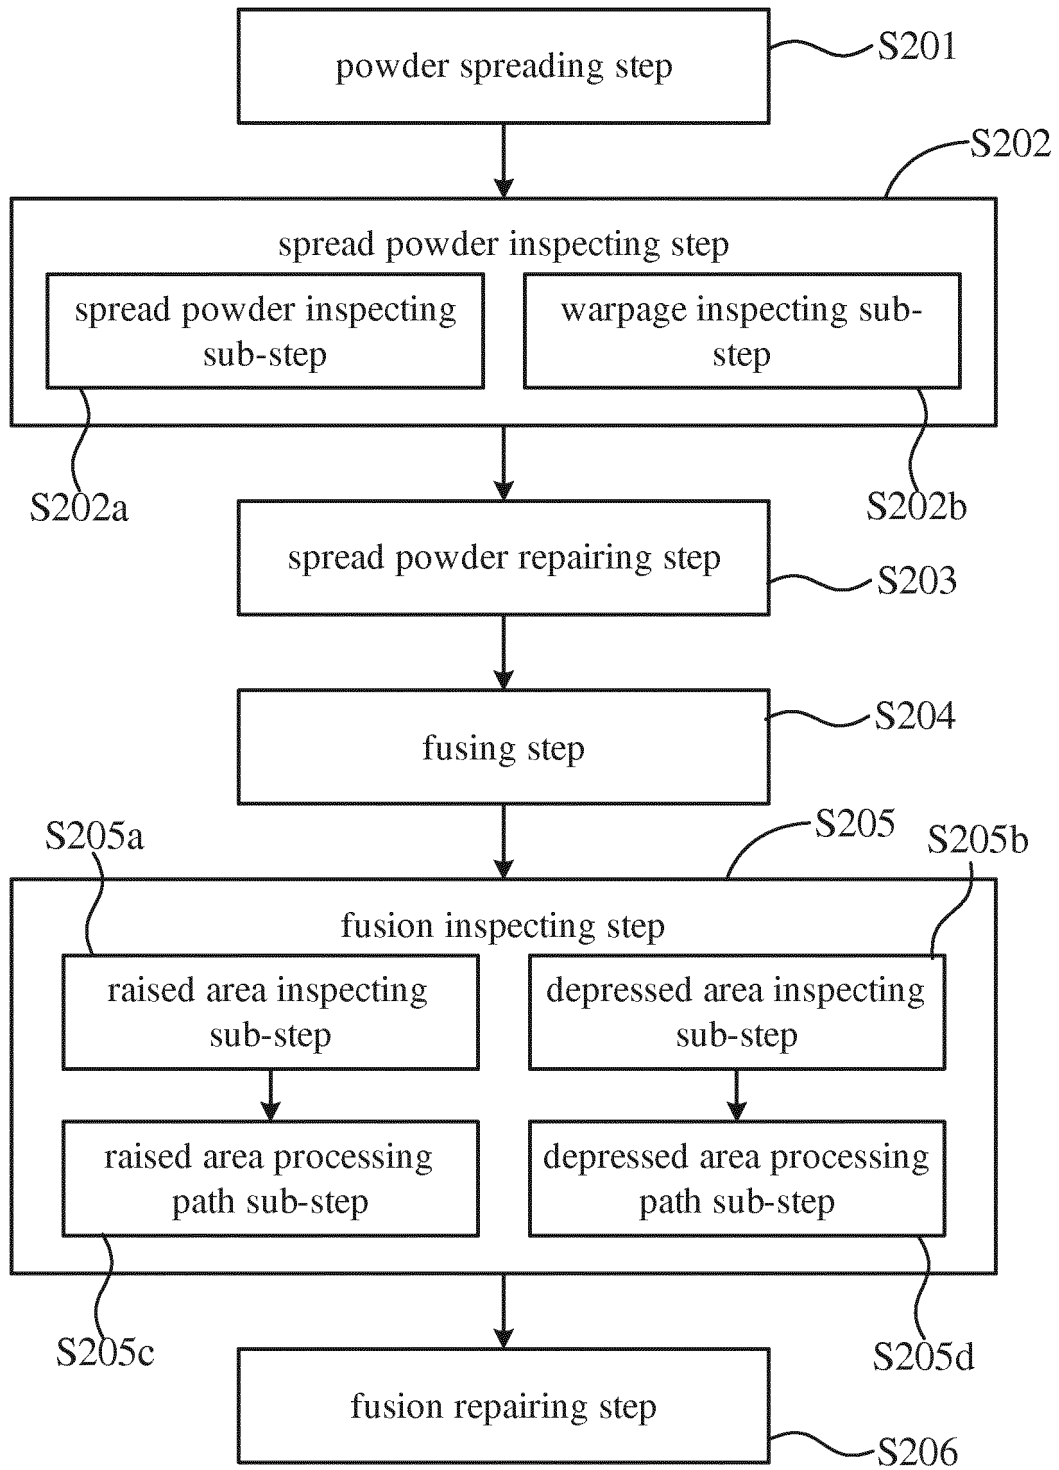 powder spreading step
S201
S202
spread powder inspecting step
spread powder inspecting
sub-step
warpage inspecting sub-
step
S202a
S202b
spread powder repairing step
S203
fusing step
S204
S205a
S205
S205b
fusion inspecting step
raised area inspecting
sub-step
depressed area inspecting
sub-step
raised area processing
path sub-step
depressed area processing
path sub-step
S205c
S205d
fusion repairing step
S206